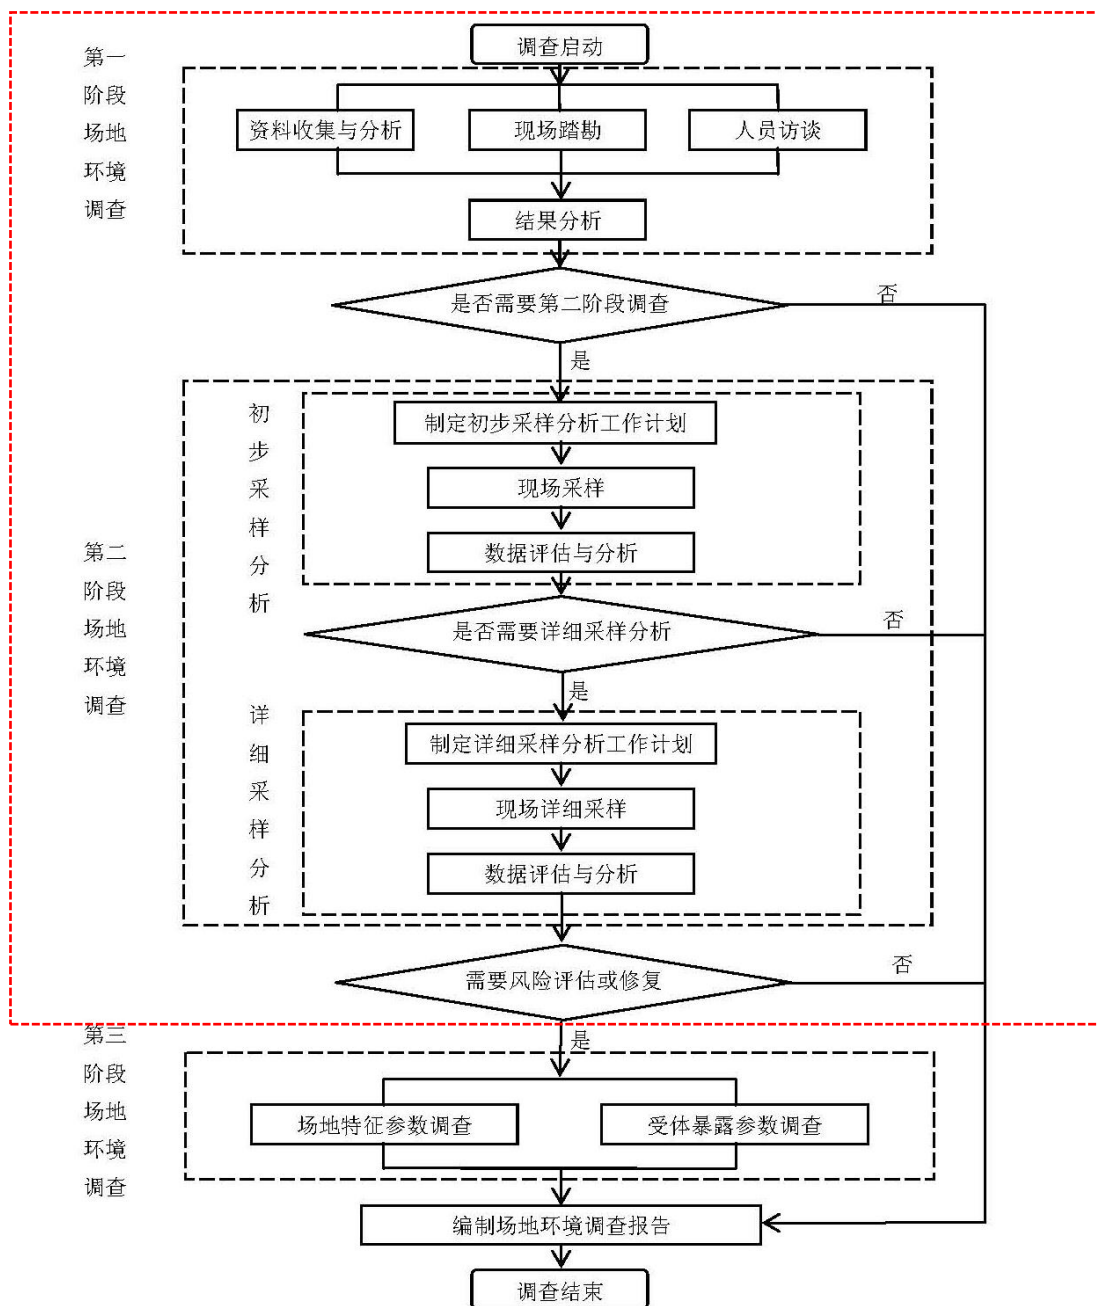 调查启动
第一
阶段
场地
环境
调查
资料收集与分析
现场踏勘
人员访谈
结果分析
是否需要第二阶段调查
否
是
第二
阶段
场地
环境
调查
初
步
采
样
分
析
制定初步采样分析工作计划
现场采样
数据评估与分析
是否需要详细采样分析
否
是
详
细
采
样
分
析
制定详细采样分析工作计划
现场详细采样
数据评估与分析
需要风险评估或修复
否
是
第三
阶段
场地
环境
调查
场地特征参数调查
受体暴露参数调查
编制场地环境调查报告
调查结束